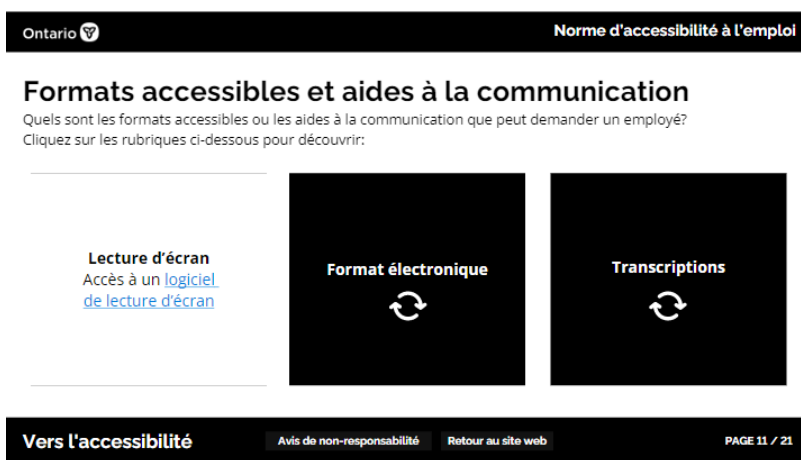 Ontario
Norme d'accessibilité à l'emploi
Formats accessibles et aides à la communication
Quels sont les formats accessibles ou les aides à la communication que peut demander un employé?
Cliquez sur les rubriques ci-dessous pour découvrir:
Lecture d'écran
Accès à un logiciel
de lecture d'écran
Format électronique
Transcriptions
Vers l'accessibilité
Avis de non-responsabilité
Retour au site web
PAGE 11 / 21